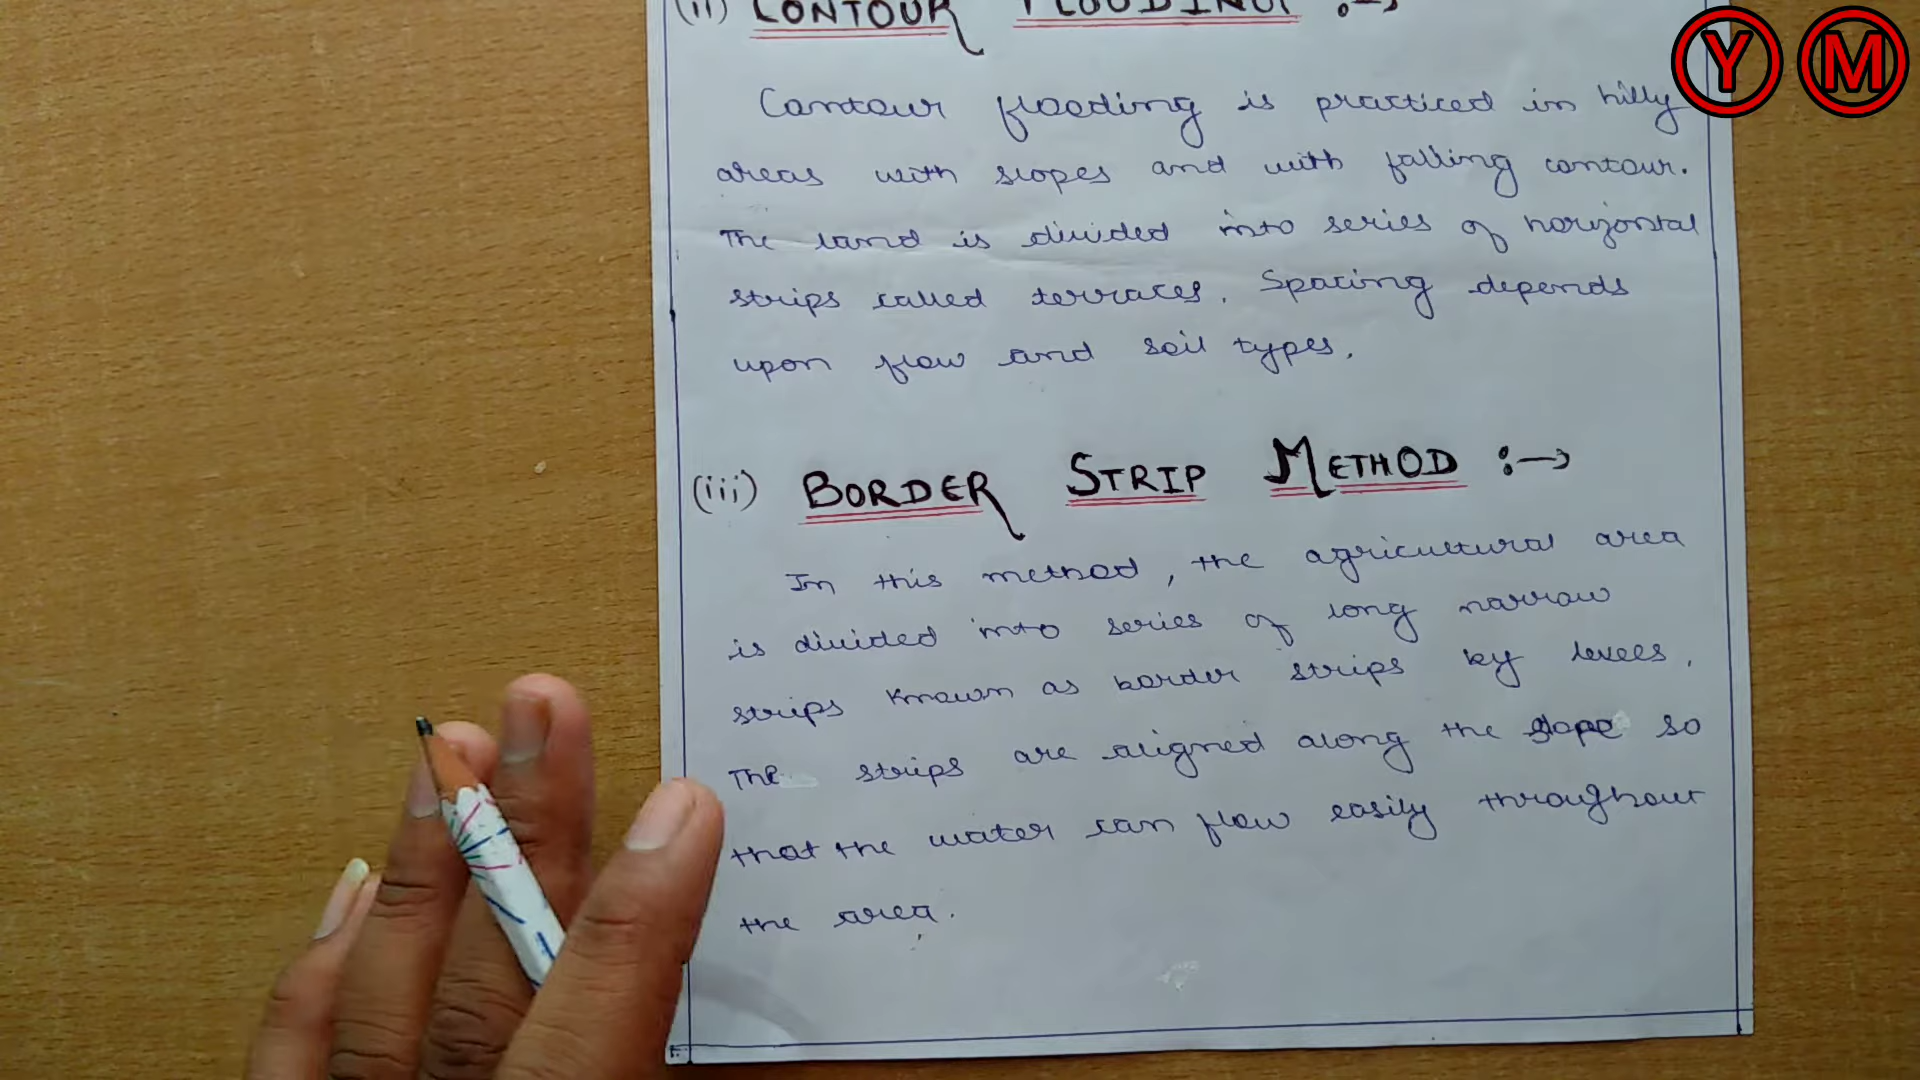 (ii) CONTOUR FLOODING :→
Y M
Contour flooding is practiced in hilly
areas with slopes and with falling contour.
The land is divided into series of horizontal
strips called terraces. Spacing depends
upon flow and soil types.
(iii) BORDER STRIP METHOD :→
In this method, the agricultural area
is divided into series of long narrow
strips known as border strips by levees.
The strips are aligned along the slope so
that the water can flow easily throughout
the area.